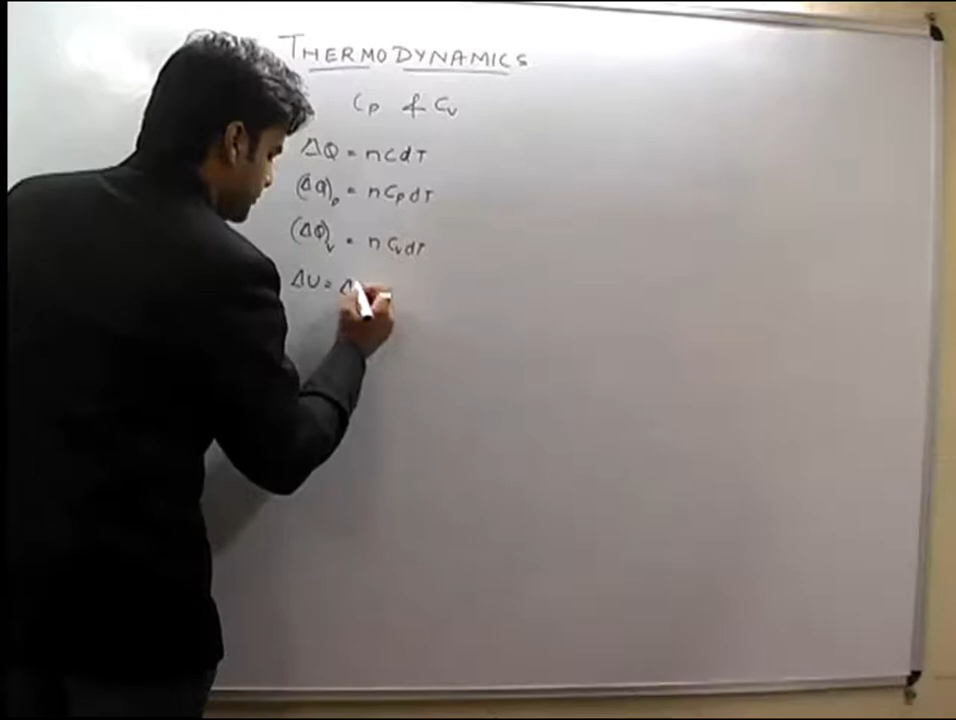 THERMODYNAMICS
Cp & Cv
ΔQ = nCdT
(ΔQ)p = nCpdT
(ΔQ)v = nCvdT
ΔU = Δ